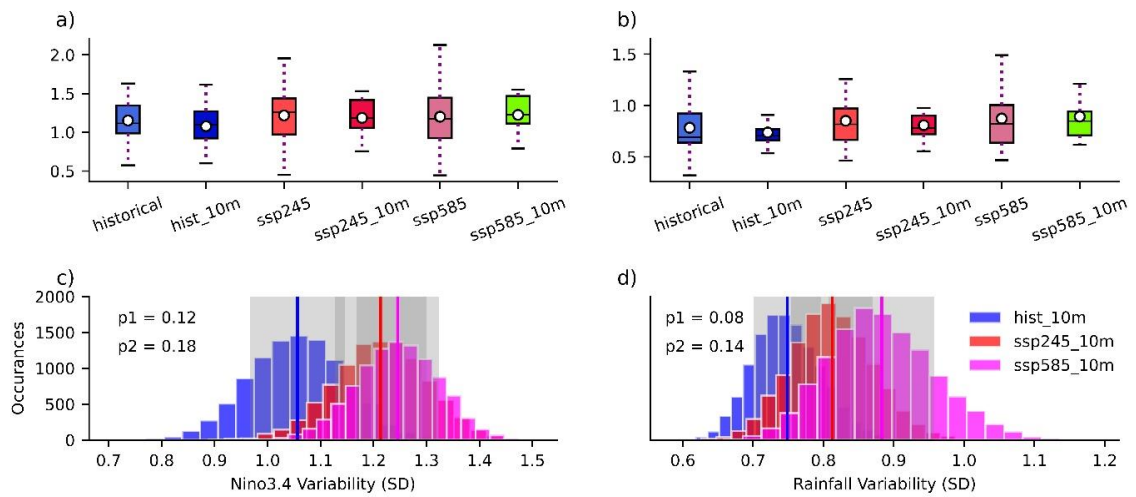 a)
2.0
1.5
1.0
0.5
historical
hist_10m
ssp245
ssp245_10m
ssp585
ssp585_10m
b)
1.5
1.0
0.5
historical
hist_10m
ssp245
ssp245_10m
ssp585
ssp585_10m
c)
p1 = 0.12
p2 = 0.18
2000
1500
1000
500
0
Occurances
0.7 0.8 0.9 1.0 1.1 1.2 1.3 1.4 1.5
Nino3.4 Variability (SD)
d)
p1 = 0.08
p2 = 0.14
hist_10m
ssp245_10m
ssp585_10m
0.6 0.7 0.8 0.9 1.0 1.1 1.2
Rainfall Variability (SD)